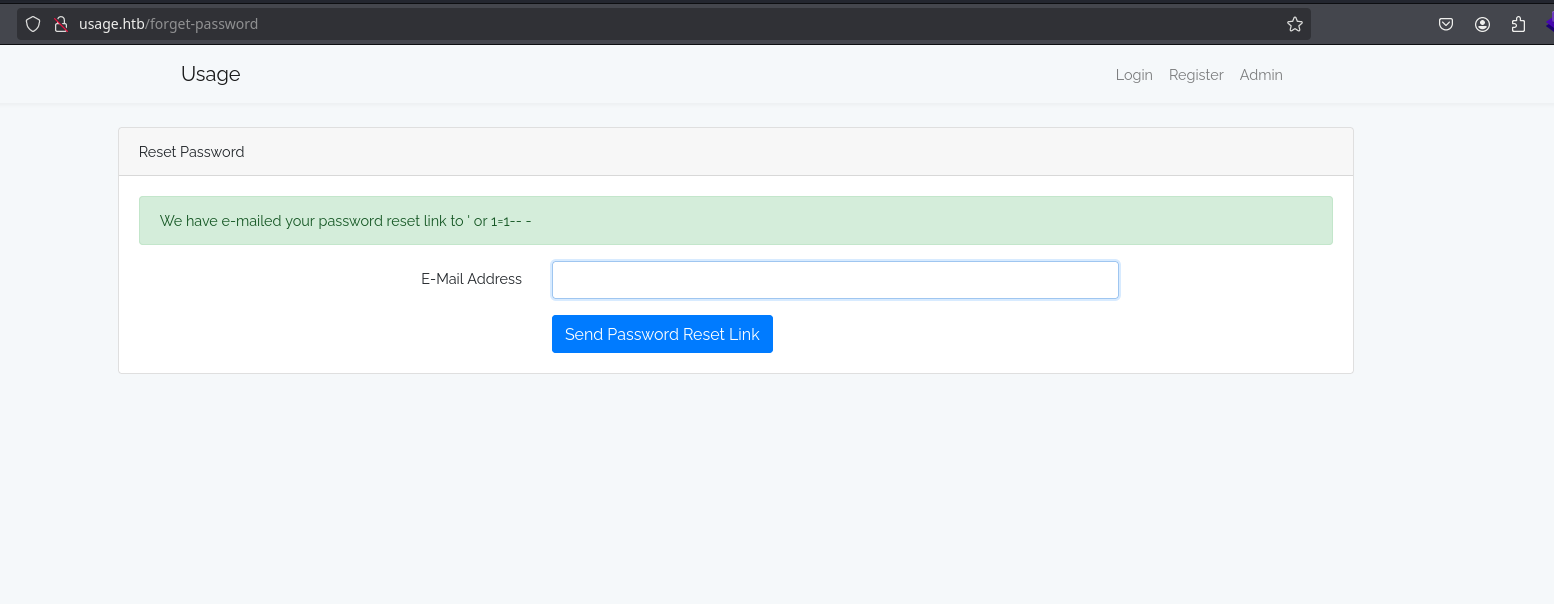 usage.htb/forget-password
Usage
Login Register Admin
Reset Password
We have e-mailed your password reset link to ' or 1=1-- -
E-Mail Address
Send Password Reset Link